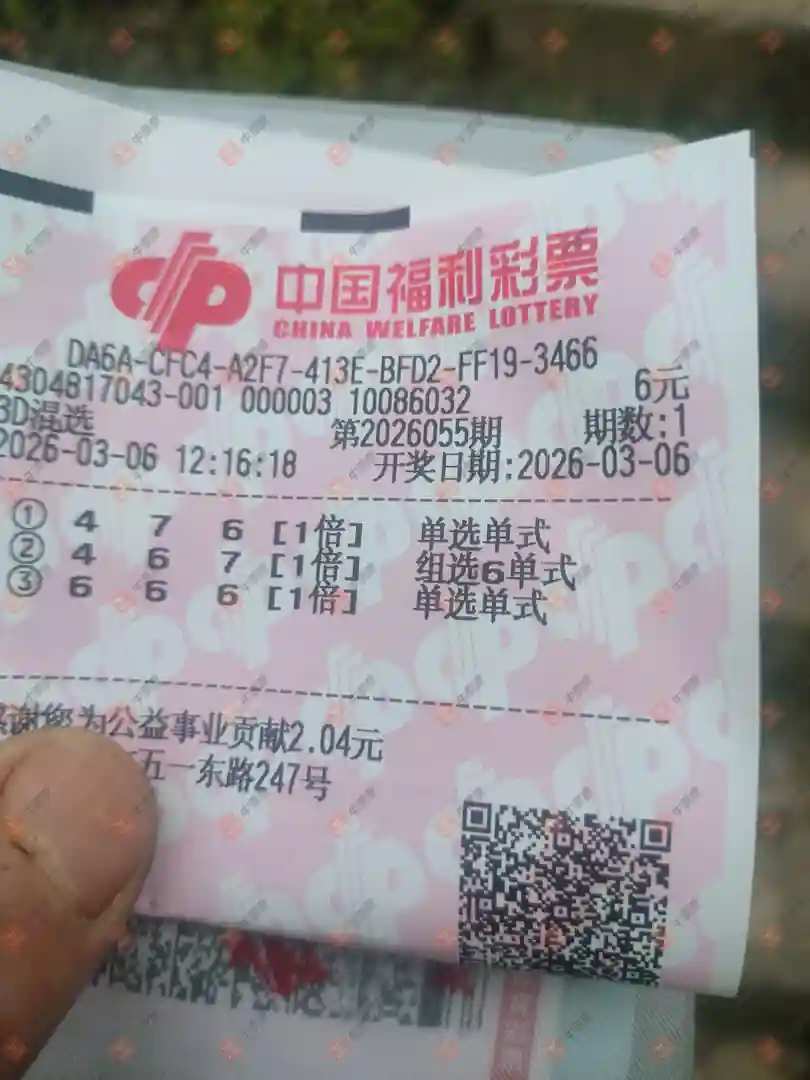 中国福利彩票
CHINA WELFARE LOTTERY
DA6A-CFC4-A2F7-413E-BFD2-FF19-3466
4304817043-001 000003 10086032 6元
3D混选 第2026055期 期数:1
2026-03-06 12:16:18 开奖日期:2026-03-06
① 4 7 6 [1倍] 单选单式
② 4 6 7 [1倍] 组选6单式
③ 6 6 6 [1倍] 单选单式
感谢您为公益事业贡献2.04元
五一东路247号